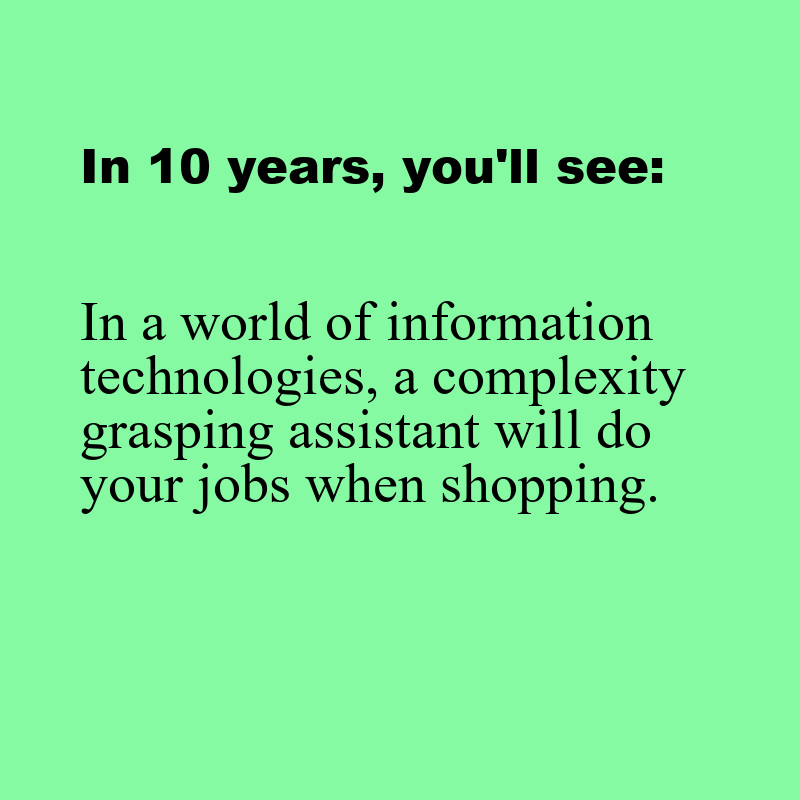 In 10 years, you'll see:
In a world of information
technologies, a complexity
grasping assistant will do
your jobs when shopping.